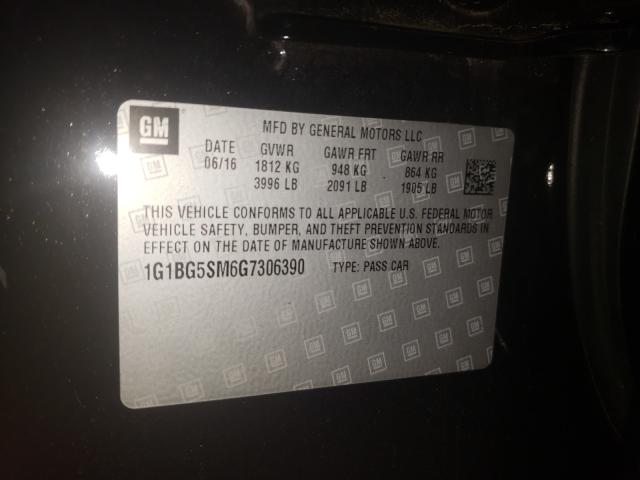 GM
MFD BY GENERAL MOTORS LLC
DATE GVWR GAWR FRT GAWR RR
06/16 1812 KG 948 KG 864 KG
3996 LB 2091 LB 1905 LB
THIS VEHICLE CONFORMS TO ALL APPLICABLE U.S. FEDERAL MOTOR
VEHICLE SAFETY, BUMPER, AND THEFT PREVENTION STANDARDS IN
EFFECT ON THE DATE OF MANUFACTURE SHOWN ABOVE.
1G1BG5SM6G7306390 TYPE: PASS CAR